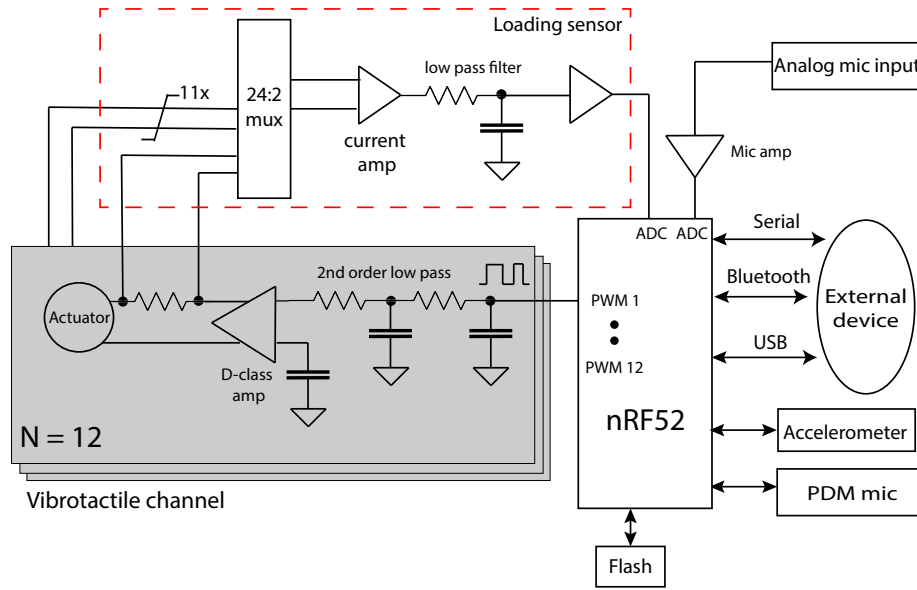 Loading sensor
11x
24:2
mux
low pass filter
current
amp
Analog mic input
Mic amp
ADC ADC
Serial
Bluetooth
USB
External
device
2nd order low pass
Actuator
D-class
amp
PWM 1
PWM 12
nRF52
N = 12
Vibrotactile channel
Accelerometer
PDM mic
Flash